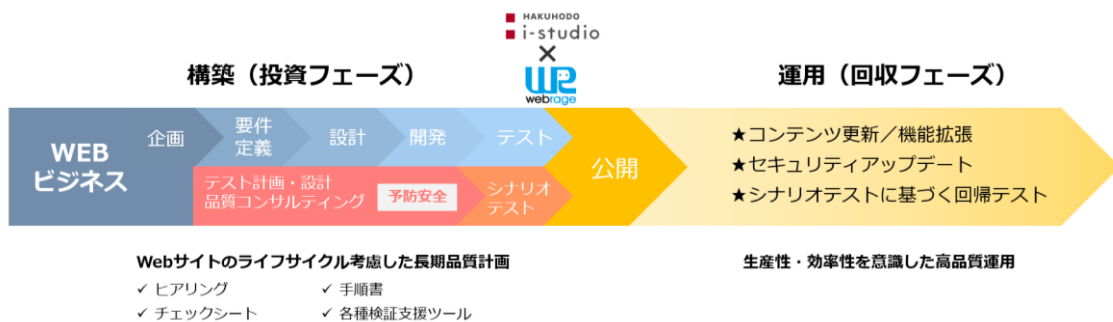 HAKUHODO
i-studio
×
webrage
構築（投資フェーズ）
運用（回収フェーズ）
WEB
ビジネス
企画
要件
定義
設計
開発
テスト
テスト計画・設計
品質コンサルティング
予防安全
シナリオ
テスト
公開
★コンテンツ更新／機能拡張
★セキュリティアップデート
★シナリオテストに基づく回帰テスト
Webサイトのライフサイクル考慮した長期品質計画
✓ ヒアリング
✓ 手順書
✓ チェックシート
✓ 各種検証支援ツール
生産性・効率性を意識した高品質運用